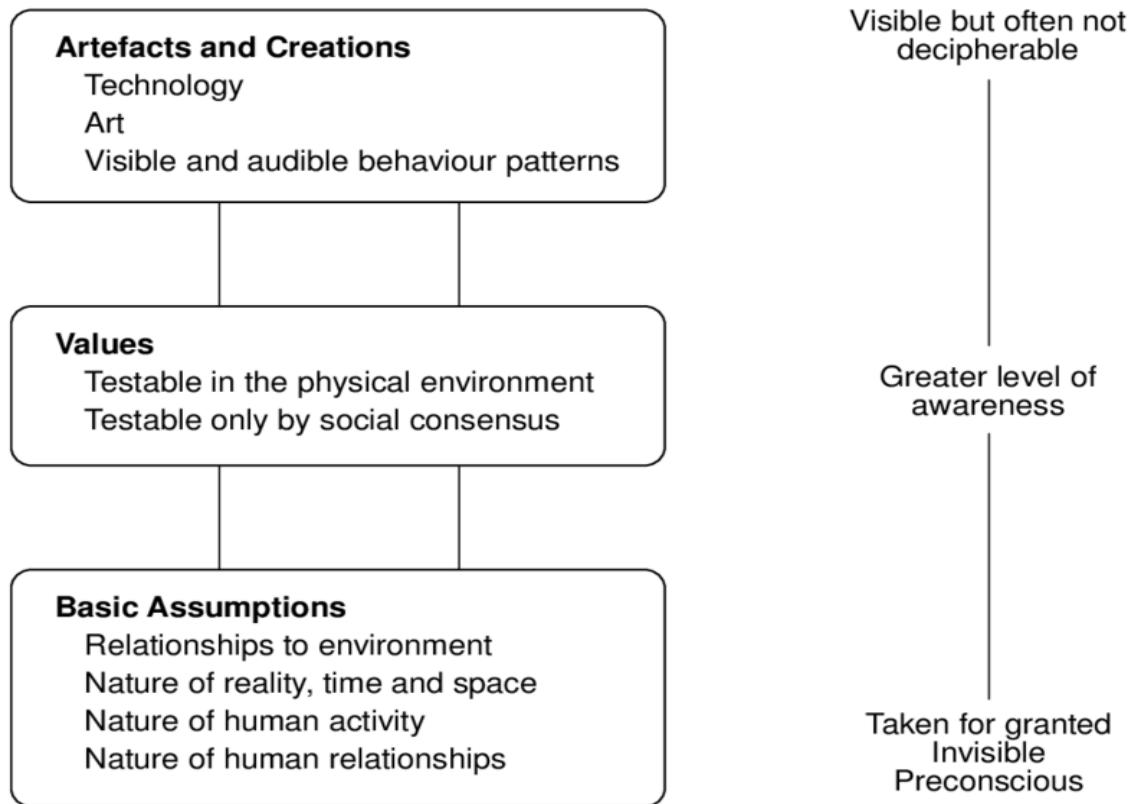 Artefacts and Creations
Technology
Art
Visible and audible behaviour patterns
Visible but often not
decipherable
Values
Testable in the physical environment
Testable only by social consensus
Greater level of
awareness
Basic Assumptions
Relationships to environment
Nature of reality, time and space
Nature of human activity
Nature of human relationships
Taken for granted
Invisible
Preconscious